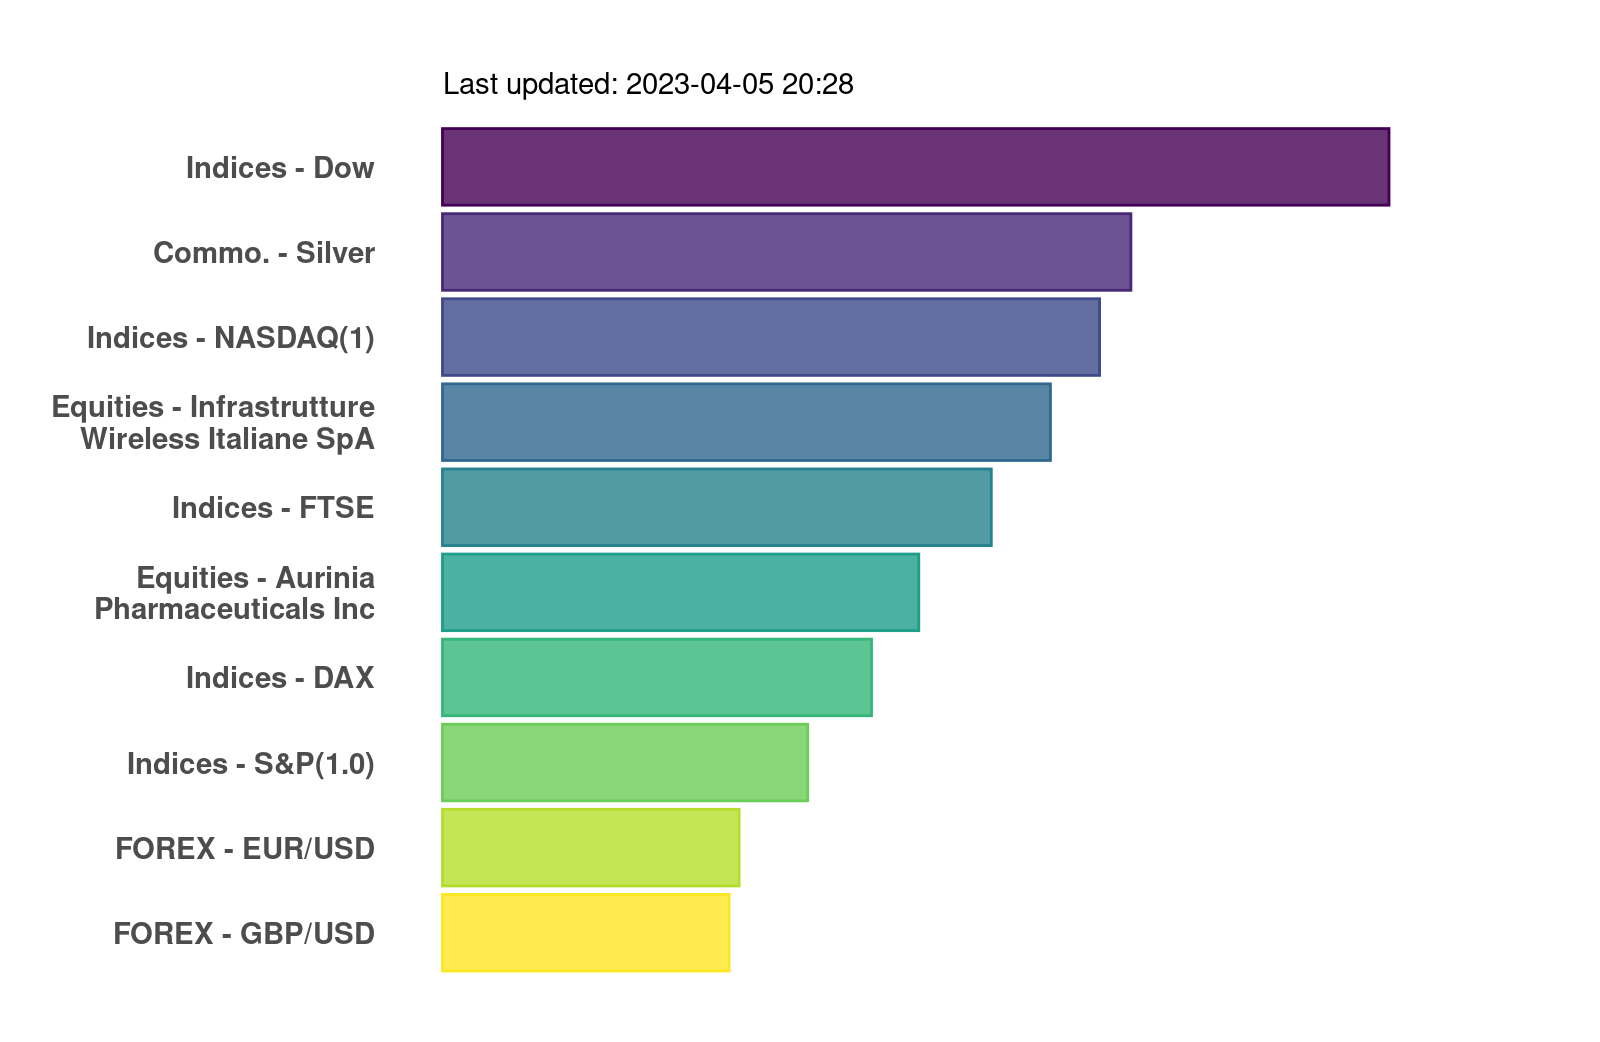 Last updated: 2023-04-05 20:28
Indices - Dow
Commo. - Silver
Indices - NASDAQ(1)
Equities - Infrastrutture
Wireless Italiane SpA
Indices - FTSE
Equities - Aurinia
Pharmaceuticals Inc
Indices - DAX
Indices - S&P(1.0)
FOREX - EUR/USD
FOREX - GBP/USD